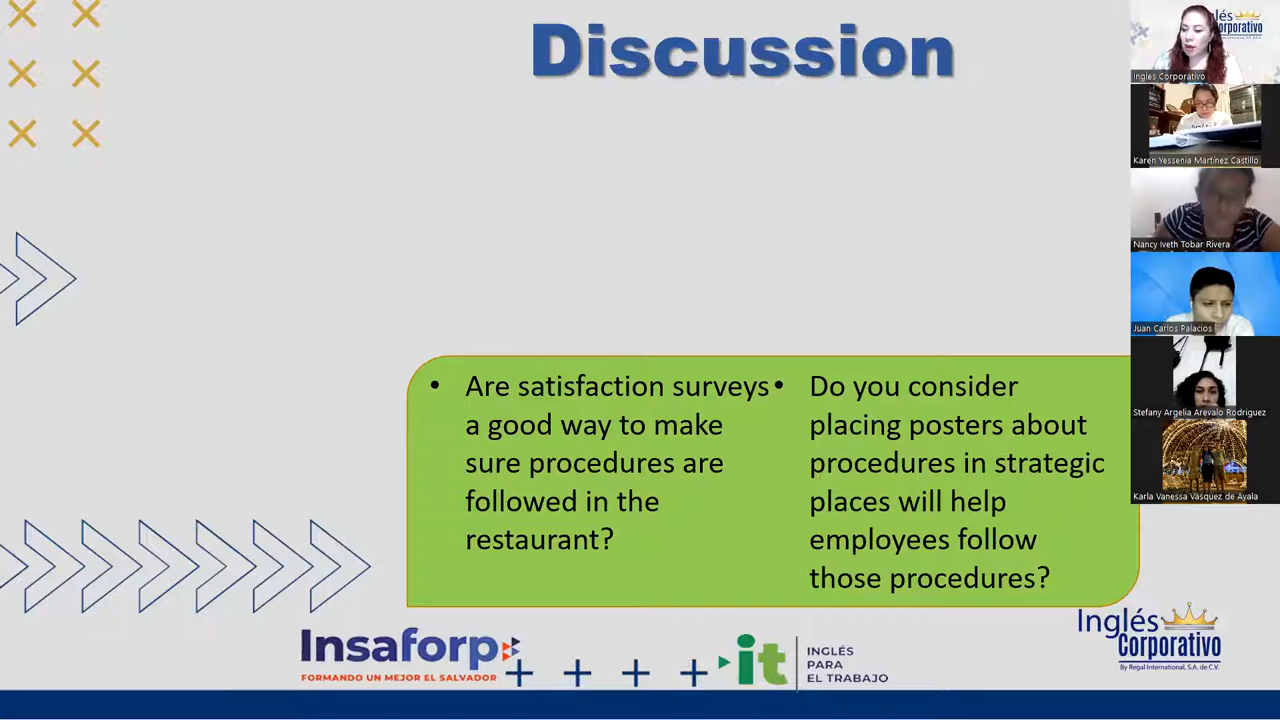 Discussion
• Are satisfaction surveys
a good way to make
sure procedures are
followed in the
restaurant?
• Do you consider
placing posters about
procedures in strategic
places will help
employees follow
those procedures?
Insaforp
FORMANDO UN MEJOR EL SALVADOR
it
INGLÉS
PARA
EL TRABAJO
Inglés
Corporativo
By Regal International, S.A. de C.V.
Ingles Corporativo
Karen Yessenia Martínez Castillo
Nancy Iveth Tobar Rivera
Juan Carlos Palacios
Stefany Argelia Arevalo Rodriguez
Karla Vanessa Vásquez de Ayala